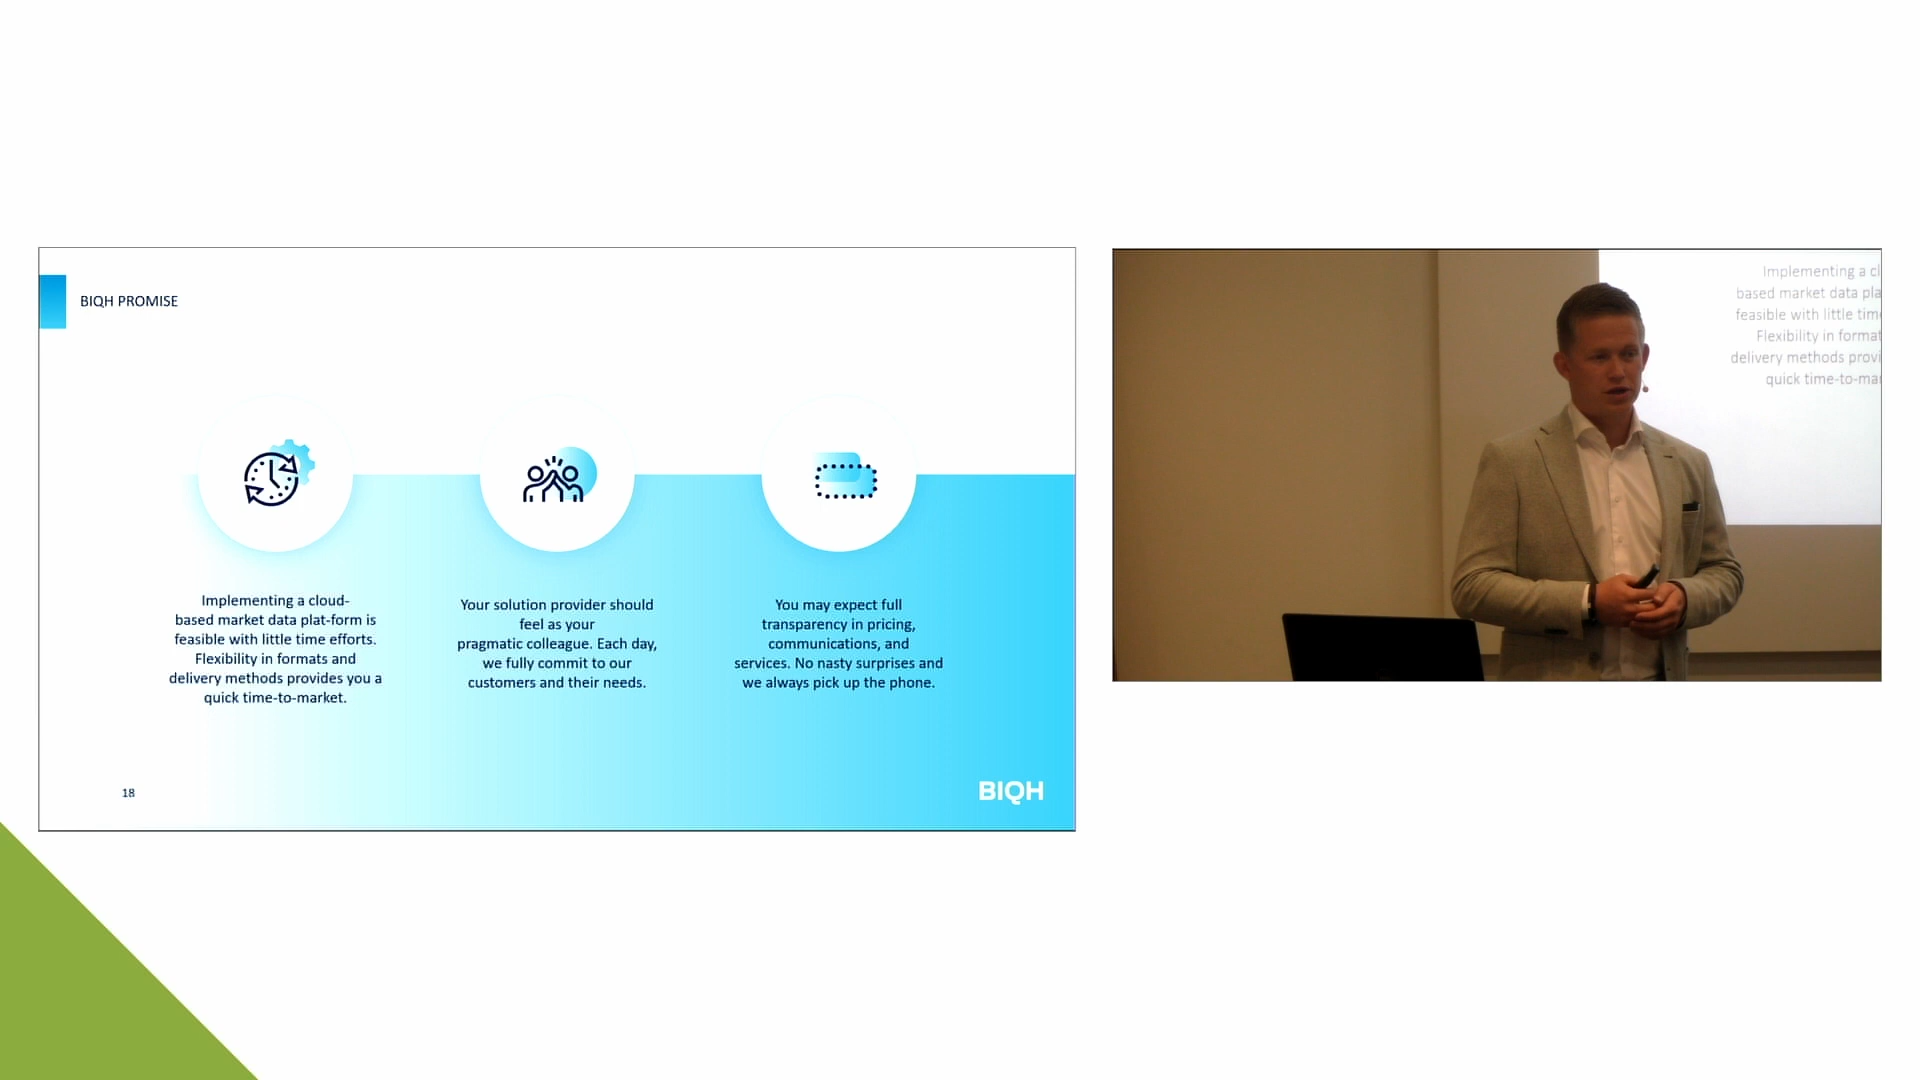 BIQH PROMISE
Implementing a cloud-
based market data plat-form is
feasible with little time efforts.
Flexibility in formats and
delivery methods provides you a
quick time-to-market.
Your solution provider should
feel as your
pragmatic colleague. Each day,
we fully commit to our
customers and their needs.
You may expect full
transparency in pricing,
communications, and
services. No nasty surprises and
we always pick up the phone.
18
BIQH
Implementing a cl
based market data pla
feasible with little tim
Flexibility in format
delivery methods provi
quick time-to-mar